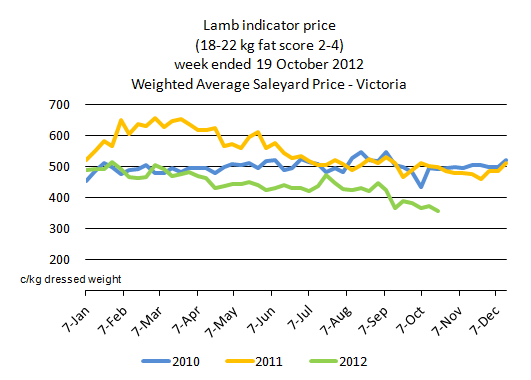 Lamb indicator price
(18-22 kg fat score 2-4)
week ended 19 October 2012
Weighted Average Saleyard Price - Victoria
700
600
500
400
300
200
c/kg dressed weight
7-Jan 7-Feb 7-Mar 7-Apr 7-May 7-Jun 7-Jul 7-Aug 7-Sep 7-Oct 7-Nov 7-Dec
2010 2011 2012